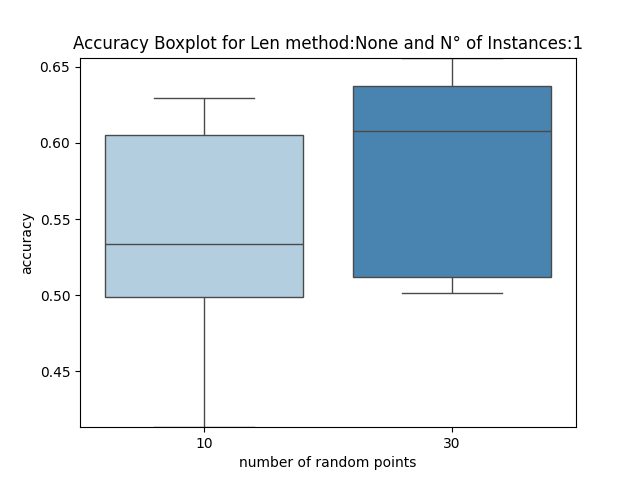 Accuracy Boxplot for Len method:None and N° of Instances:1
0.65
0.60
0.55
0.50
0.45
accuracy
10 30
number of random points